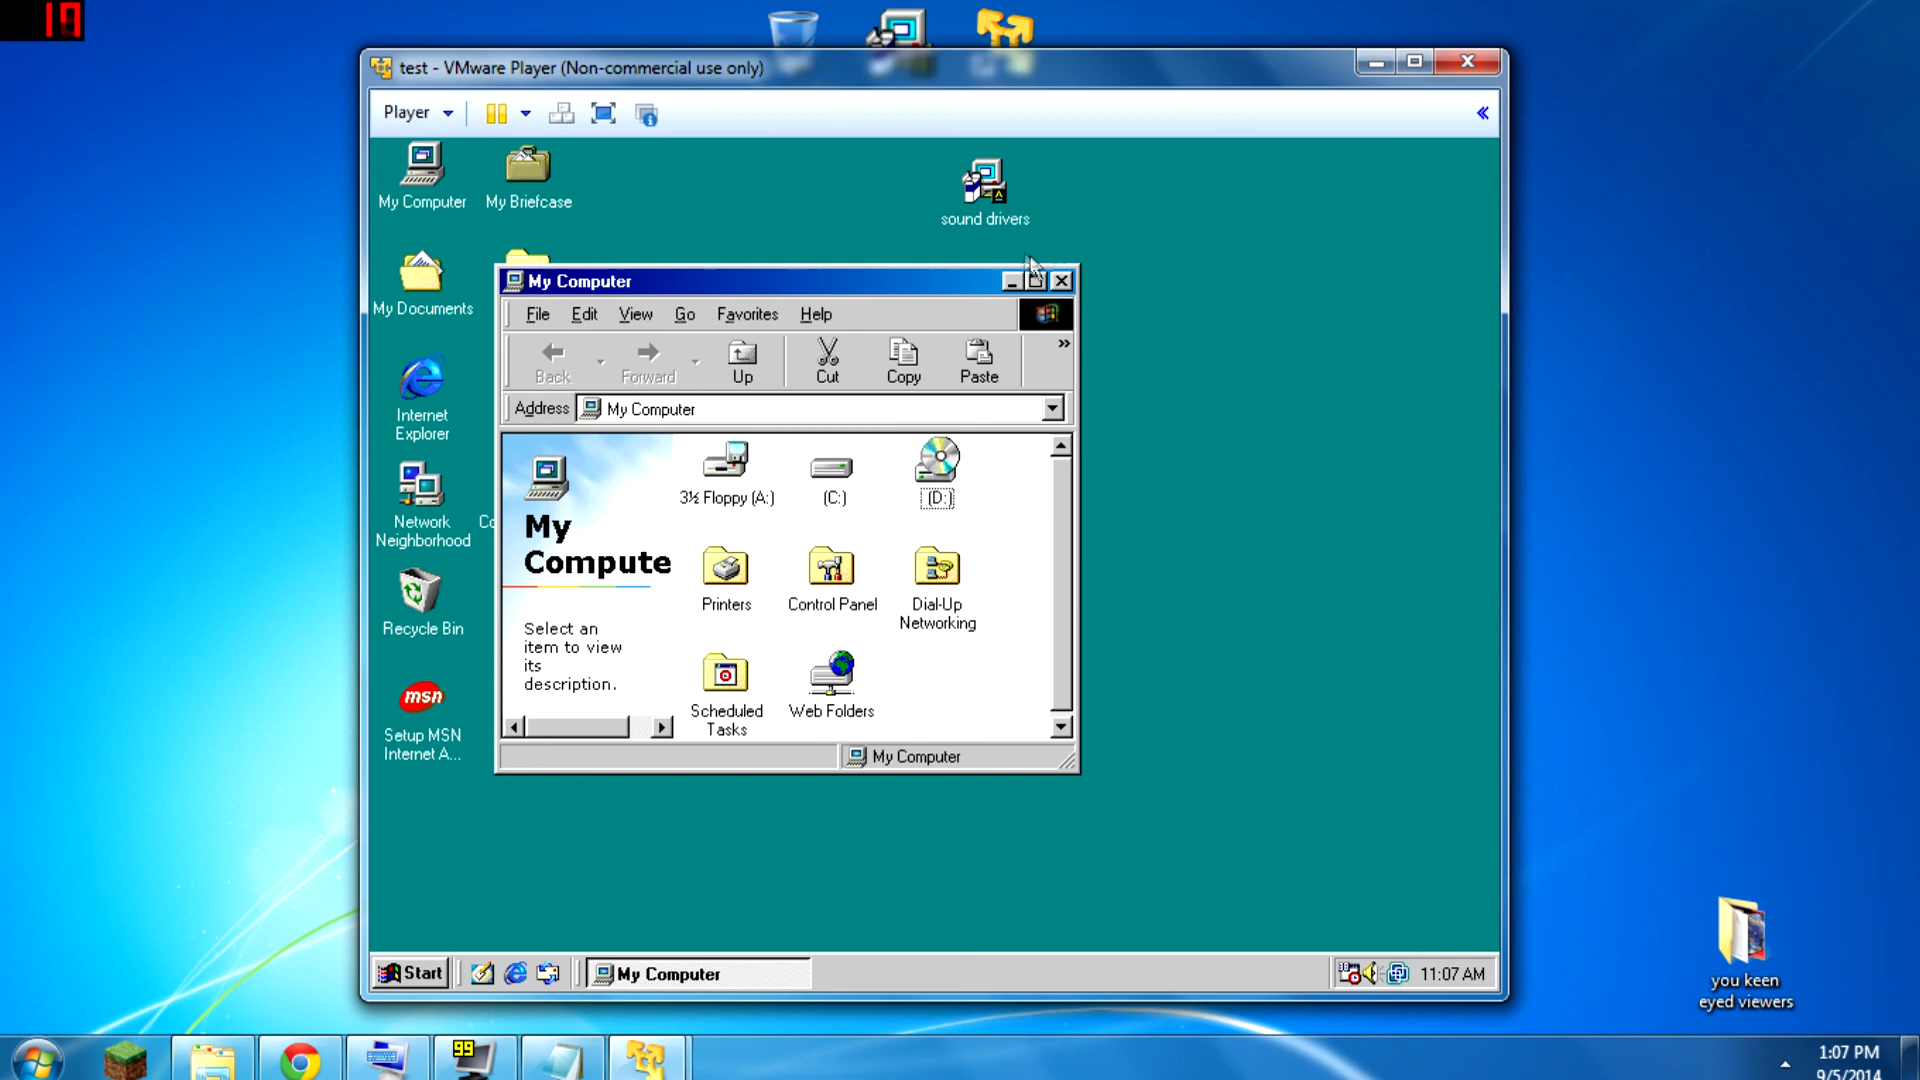 19
test - VMware Player (Non-commercial use only)
Player
My Computer
My Briefcase
sound drivers
My Documents
Internet
Explorer
Network
Neighborhood
Co
Recycle Bin
msn
Setup MSN
Internet A...
My Computer
File Edit View Go Favorites Help
Back Forward Up Cut Copy Paste
Address My Computer
My
Compute
Select an
item to view
its
description.
3½ Floppy (A:)
(C:)
(D:)
Printers
Control Panel
Dial-Up
Networking
Scheduled
Tasks
Web Folders
My Computer
Start
My Computer
11:07 AM
you keen
eyed viewers
99
1:07 PM
9/5/2014